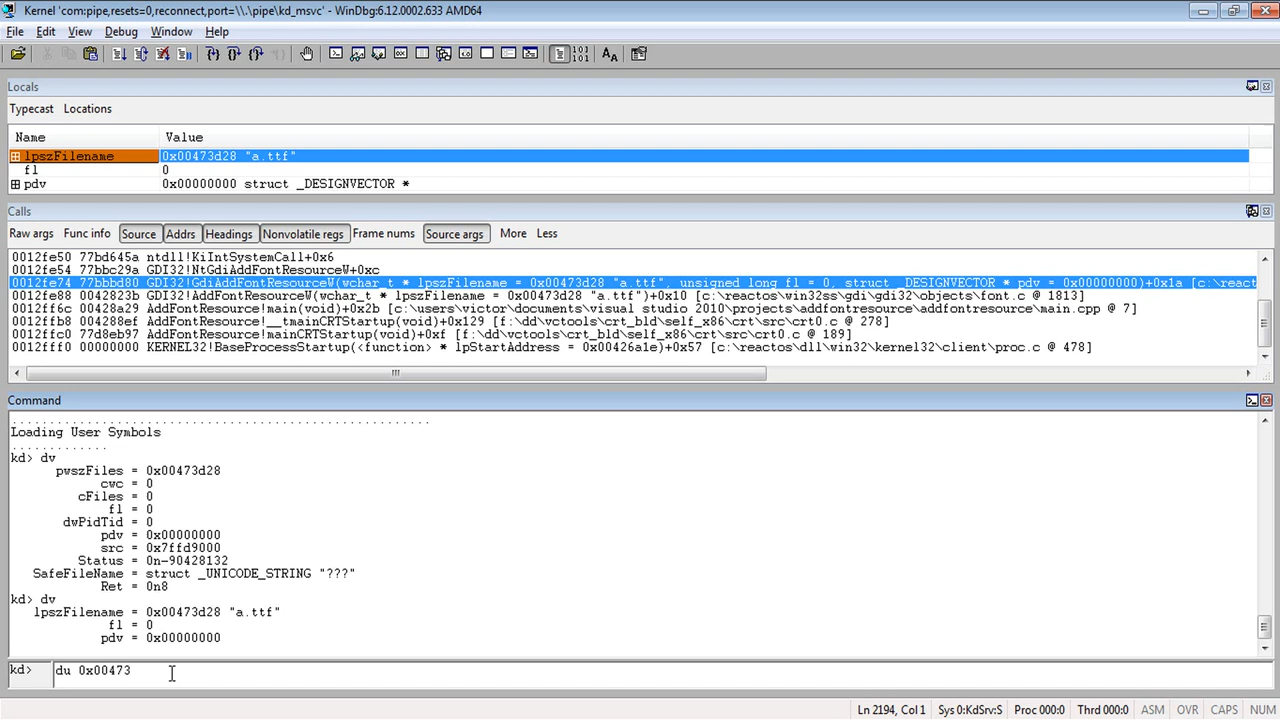 Kernel 'com:pipe,resets=0,reconnect,port=\\.\pipe\kd_msvc' - WinDbg:6.12.0002.633 AMD64
File Edit View Debug Window Help
Locals
Typecast Locations
Name Value
lpszFilename 0x00473d28 "a.ttf"
fl 0
pdv 0x00000000 struct _DESIGNVECTOR *
Calls
Raw args Func info Source Addrs Headings Nonvolatile regs Frame nums Source args More Less
0012fe50 77bd645a ntdll!KiIntSystemCall+0x6
0012fe54 77bbc29a GDI32!NtGdiAddFontResourceW+0xc
0012fe74 77bbbd80 GDI32!GdiAddFontResourceW(wchar_t * lpszFilename = 0x00473d28 "a.ttf", unsigned long fl = 0, struct _DESIGNVECTOR * pdv = 0x00000000)+0x1a [c:\react
0012fe88 0042823b GDI32!AddFontResourceW(wchar_t * lpszFilename = 0x00473d28 "a.ttf")+0x10 [c:\reactos\win32ss\gdi\gdi32\objects\font.c @ 1813]
0012ff6c 00428a29 AddFontResource!main(void)+0x2b [c:\users\victor\documents\visual studio 2010\projects\addfontresource\addfontresource\main.cpp @ 7]
0012ffb8 004288ef AddFontResource!__tmainCRTStartup(void)+0x129 [f:\dd\vctools\crt_bld\self_x86\crt\src\crt0.c @ 278]
0012ffc0 77d8eb97 AddFontResource!mainCRTStartup(void)+0xf [f:\dd\vctools\crt_bld\self_x86\crt\src\crt0.c @ 189]
0012fff0 00000000 KERNEL32!BaseProcessStartup(<function> * lpStartAddress = 0x00426a1e)+0x57 [c:\reactos\dll\win32\kernel32\client\proc.c @ 478]
Command
Loading User Symbols
.............
kd> dv
pwszFiles = 0x00473d28
cwc = 0
cFiles = 0
fl = 0
dwPidTid = 0
pdv = 0x00000000
src = 0x7ffd9000
Status = 0n-90428132
SafeFileName = struct _UNICODE_STRING "???"
Ret = 0n8
kd> dv
lpszFilename = 0x00473d28 "a.ttf"
fl = 0
pdv = 0x00000000
kd> du 0x00473
Ln 2194, Col 1 Sys 0:KdSrv:S Proc 000:0 Thrd 000:0 ASM OVR CAPS NUM